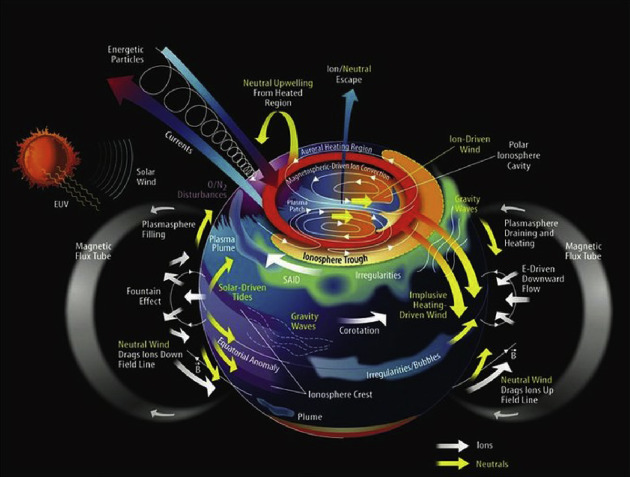 Energetic
Particles
Currents
Neutral Upwelling
From Heated
Region
Ion/Neutral
Escape
Auroral Heating Region
Magnetospheric-Driven Ion Convection
Ion-Driven
Wind
Polar
Ionosphere
Cavity
Solar
Wind
EUV
O/N₂
Disturbances
Plasma
Patch
Gravity
Waves
Plasmasphere
Filling
Plasma
Plume
Ionosphere Trough
SAID
Irregularities
Plasmasphere
Draining and
Heating
Magnetic
Flux Tube
Magnetic
Flux Tube
Fountain
Effect
Solar-Driven
Tides
Gravity
Waves
Corotation
Implusive
Heating-
Driven Wind
E-Driven
Downward
Flow
Neutral Wind
Drags Ions Down
Field Line
B
Equatorial Anomaly
Irregularities/Bubbles
B
Ionosphere Crest
Plume
Neutral Wind
Drags Ions Up
Field Line
Ions
Neutrals